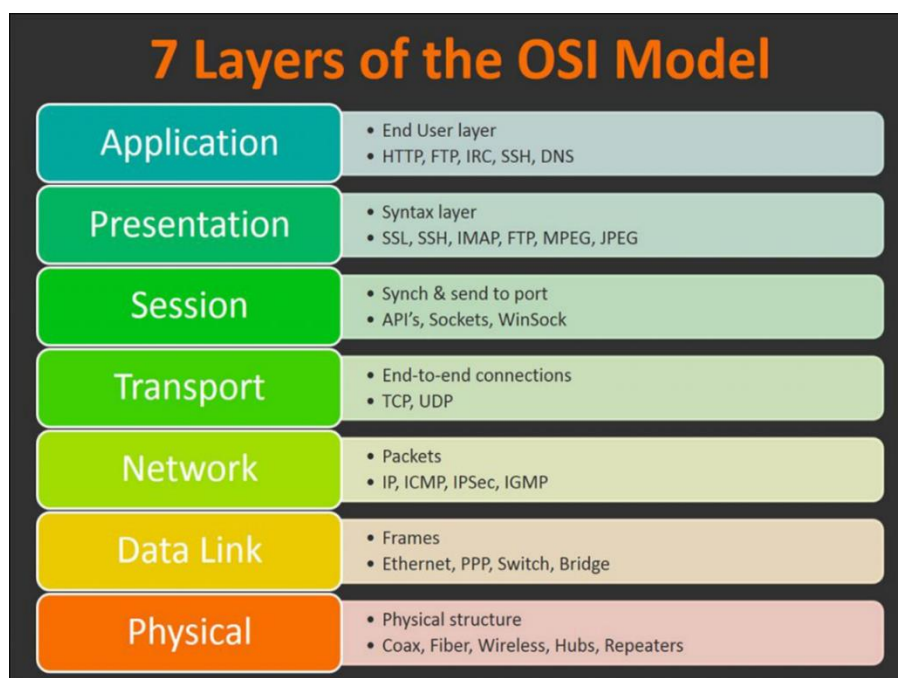 7 Layers of the OSI Model
Application
• End User layer
• HTTP, FTP, IRC, SSH, DNS
Presentation
• Syntax layer
• SSL, SSH, IMAP, FTP, MPEG, JPEG
Session
• Synch & send to port
• API's, Sockets, WinSock
Transport
• End-to-end connections
• TCP, UDP
Network
• Packets
• IP, ICMP, IPSec, IGMP
Data Link
• Frames
• Ethernet, PPP, Switch, Bridge
Physical
• Physical structure
• Coax, Fiber, Wireless, Hubs, Repeaters